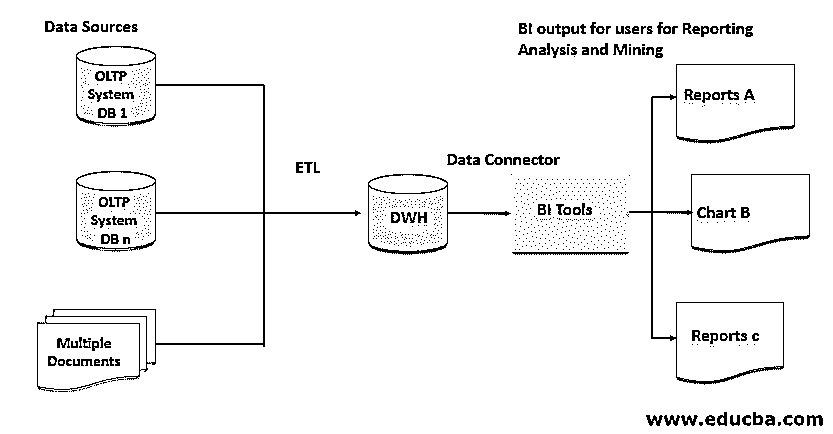 Data Sources
BI output for users for Reporting
Analysis and Mining
OLTP
System
DB 1
Reports A
ETL
Data Connector
OLTP
System
DB n
DWH
BI Tools
Chart B
Multiple
Documents
Reports c
www.educba.com